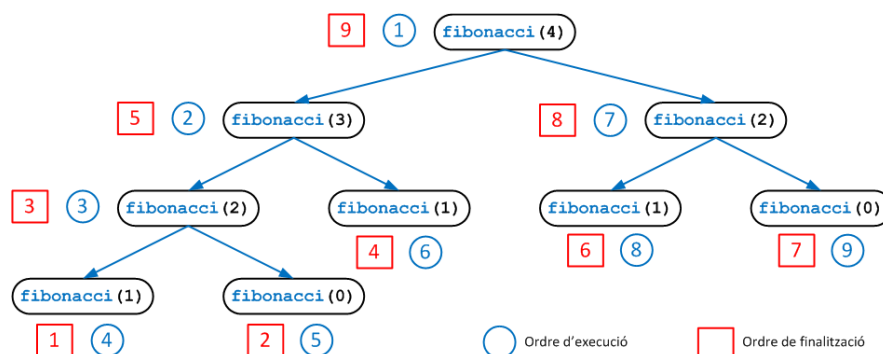 9 1 fibonacci(4)
5 2 fibonacci(3) 8 7 fibonacci(2)
3 3 fibonacci(2) fibonacci(1) fibonacci(1) fibonacci(0)
4 6 6 8 7 9
fibonacci(1) fibonacci(0)
1 4 2 5 Ordre d'execució Ordre de finalització